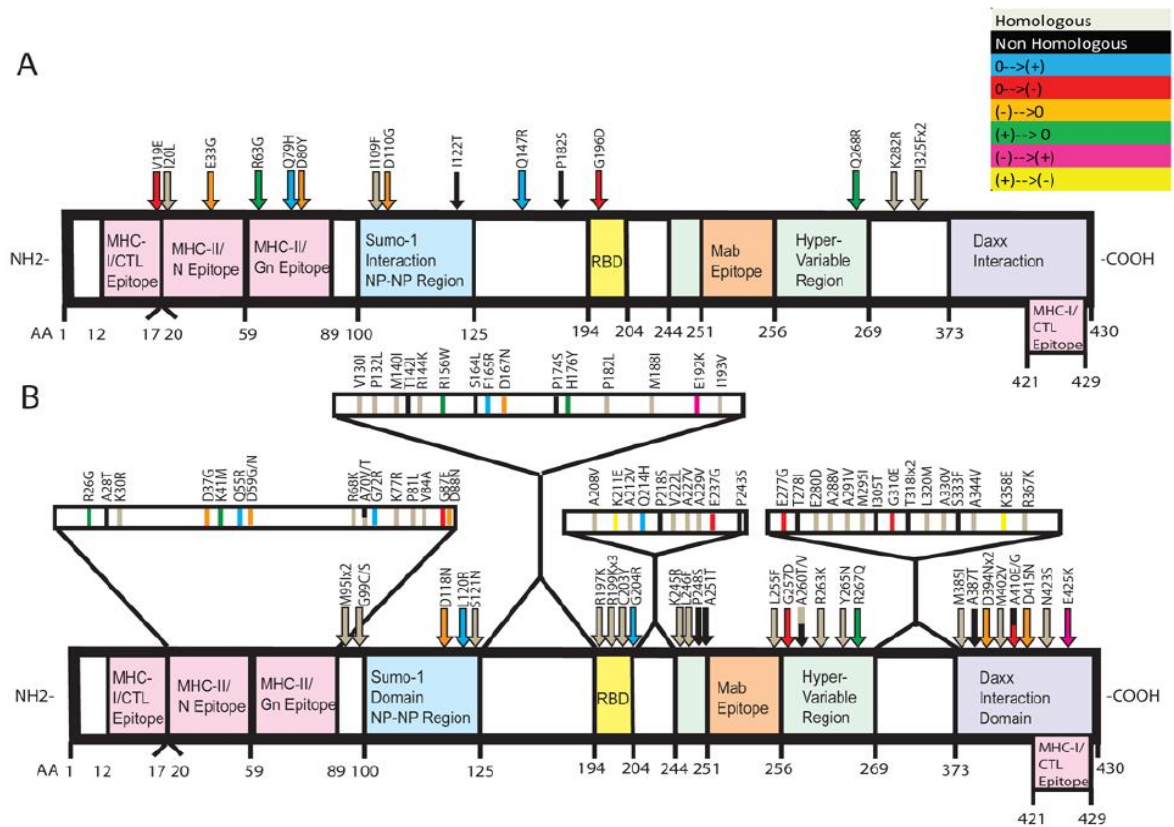 Homologous
Non Homologous
0-->(+)
0-->(-)
(-)-->0
(+)--> 0
(-)-->(+)
(+)-->(-)
A
V19E
I20L
E33G
R63G
Q79H
D80Y
I109F
D110G
I122T
Q147R
P182S
G196D
Q268R
K282R
I325Fx2
NH2-
MHC-
I/CTL
Epitope
MHC-II/
N Epitope
MHC-II/
Gn Epitope
Sumo-1
Interaction
NP-NP Region
RBD
Mab
Epitope
Hyper-
Variable
Region
Daxx
Interaction
-COOH
MHC-I/
CTL
Epitope
AA 1 12 17 20 59 89 100 125 194 204 244 251 256 269 373 430
421 429
B
V130I
P132L
M140I
T142I
R144K
R156W
S164L
F165R
D167N
P174S
H176Y
P182L
M188I
E192K
I193V
R26G
A28T
K30R
D37G
K41M
Q55R
D59G/N
R68K
A70V/T
G72R
K77R
P81L
V84A
G87E
D88N
A208V
K211E
A212V
Q214H
P218S
V222L
A227V
A229V
E237G
P243S
E277G
T278I
E280D
A288V
A291V
M295I
I305T
G310E
T318Ix2
L320M
A330V
S333F
A344V
K358E
R367K
M95Ix2
G99C/S
D118N
L120R
S121N
R197K
R199Kx3
C203Y
G204R
K245R
L246F
P248S
A251T
L255F
G257D
A260T/V
R263K
Y265N
R267Q
M385I
A387T
D394Nx2
M402V
A410E/G
D415N
N423S
E425K
NH2-
MHC-
I/CTL
Epitope
MHC-II/
N Epitope
MHC-II/
Gn Epitope
Sumo-1
Domain
NP-NP Region
RBD
Mab
Epitope
Hyper-
Variable
Region
Daxx
Interaction
Domain
-COOH
MHC-I/
CTL
Epitope
AA 1 12 17 20 59 89 100 125 194 204 244 251 256 269 373 430
421 429